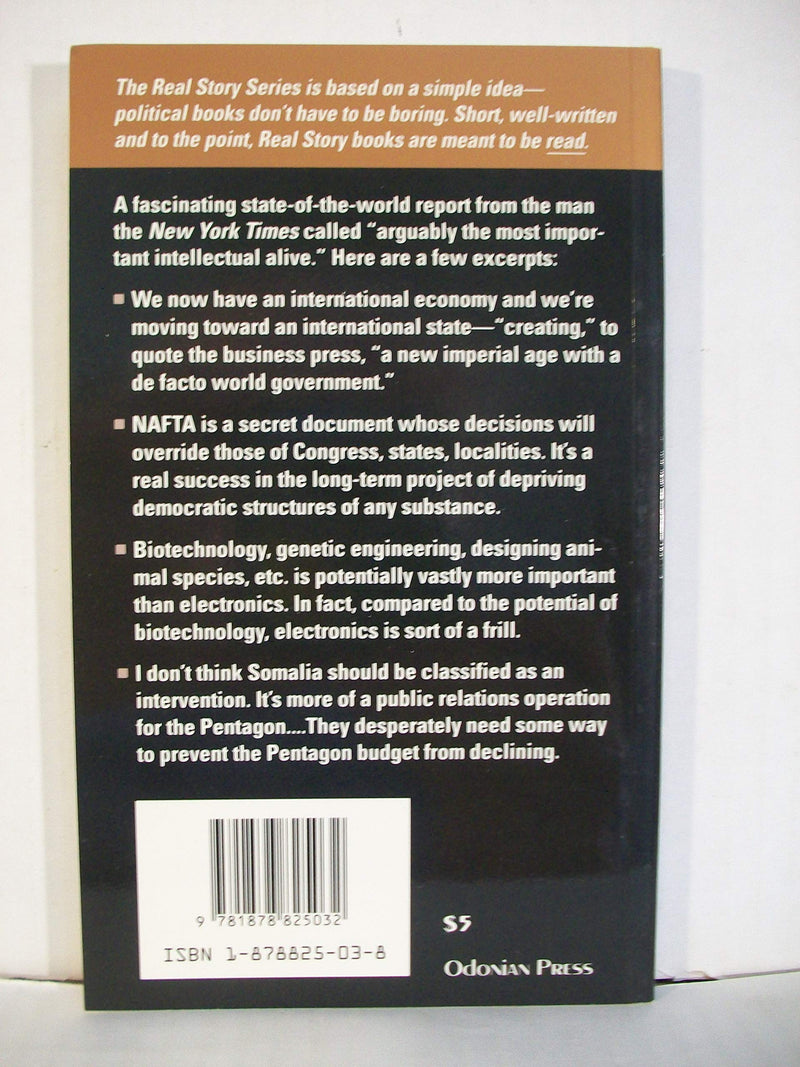 The Real Story Series is based on a simple idea—
political books don't have to be boring. Short, well-written
and to the point, Real Story books are meant to be read.
A fascinating state-of-the-world report from the man
the New York Times called "arguably the most impor-
tant intellectual alive." Here are a few excerpts:
■ We now have an international economy and we're
moving toward an international state—"creating," to
quote the business press, "a new imperial age with a
de facto world government."
■ NAFTA is a secret document whose decisions will
override those of Congress, states, localities. It's a
real success in the long-term project of depriving
democratic structures of any substance.
■ Biotechnology, genetic engineering, designing ani-
mal species, etc. is potentially vastly more important
than electronics. In fact, compared to the potential of
biotechnology, electronics is sort of a frill.
■ I don't think Somalia should be classified as an
intervention. It's more of a public relations operation
for the Pentagon....They desperately need some way
to prevent the Pentagon budget from declining.
9 781878 825032
ISBN 1-878825-03-8
$5
Odonian Press